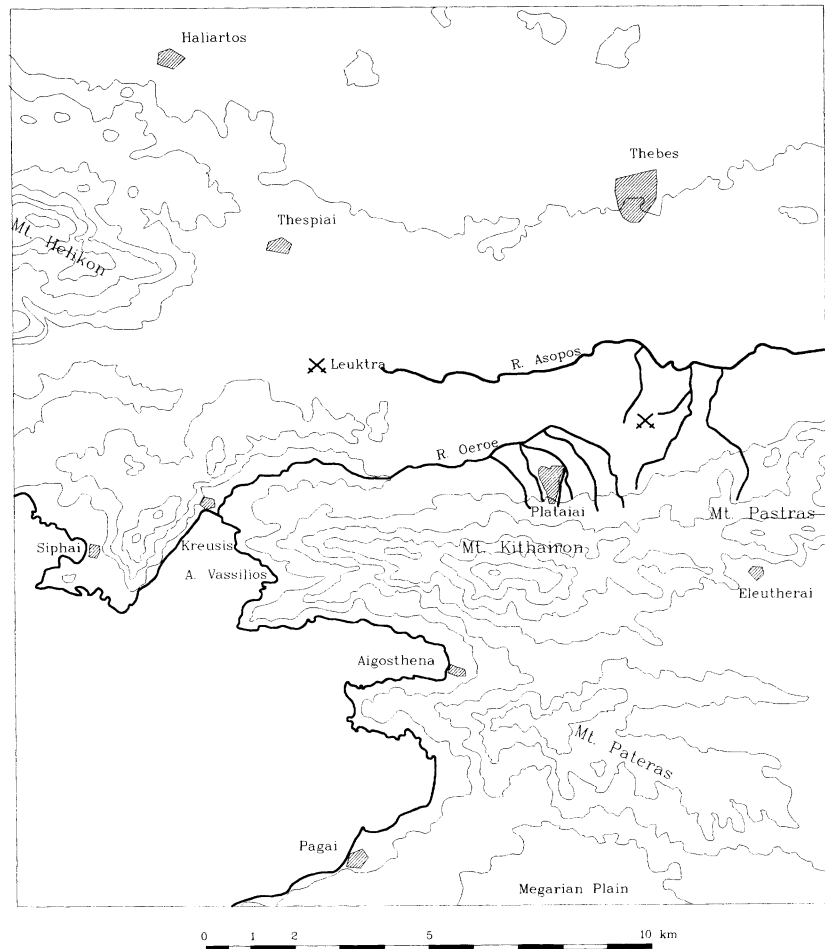 Haliartos
Thebes
Thespiai
Mt. Helikon
R. Asopos
Leuktra
R. Oeroe
Plataiai
Mt. Pastras
Siphai
Kreusis
Mt. Kithairon
A. Vassilios
Eleutherai
Aigosthena
Mt. Pateras
Pagai
Megarian Plain
0 1 2 5 10 km